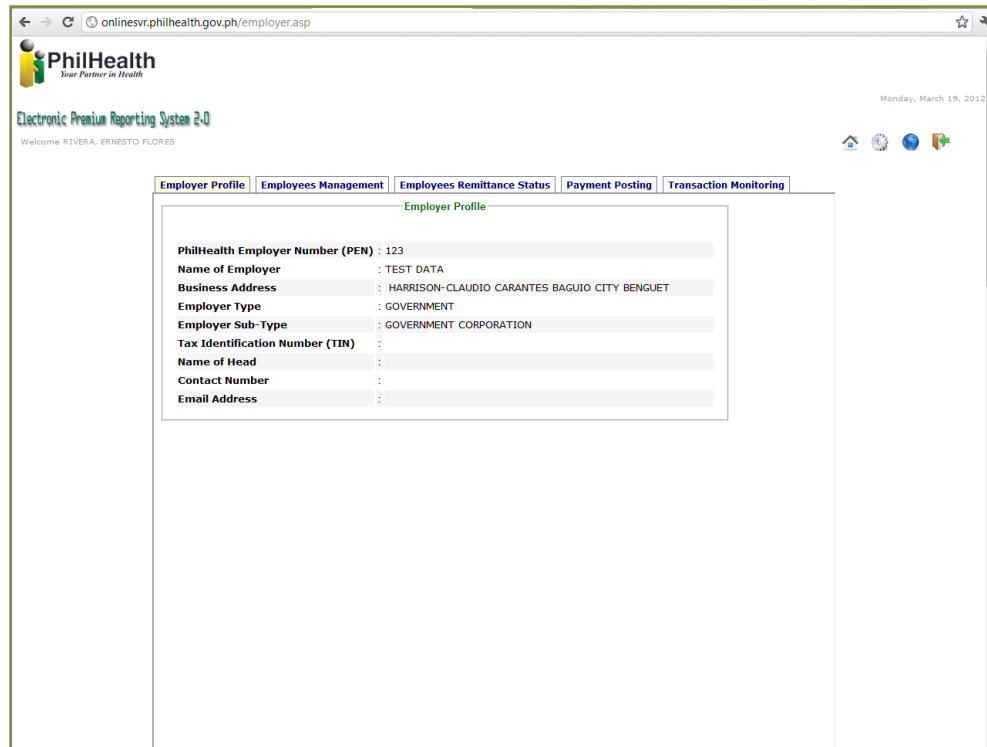 onlinesvr.philhealth.gov.ph/employer.asp
PhilHealth
Your Partner in Health
Monday, March 19, 2012
Electronic Premium Reporting System 2.0
Welcome RIVERA, ERNESTO FLORES
Employer Profile Employees Management Employees Remittance Status Payment Posting Transaction Monitoring
Employer Profile
PhilHealth Employer Number (PEN) : 123
Name of Employer : TEST DATA
Business Address : HARRISON-CLAUDIO CARANTES BAGUIO CITY BENGUET
Employer Type : GOVERNMENT
Employer Sub-Type : GOVERNMENT CORPORATION
Tax Identification Number (TIN) :
Name of Head :
Contact Number :
Email Address :